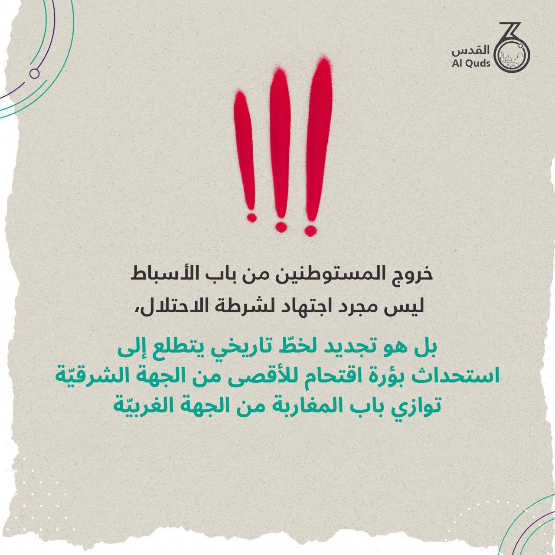 القدس
Al Quds
!!!
خروج المستوطنين من باب الأسباط
ليس مجرد اجتهاد لشرطة الاحتلال،
بل هو تجديد لخطّ تاريخي يتطلع إلى
استحداث بؤرة اقتحام للأقصى من الجهة الشرقيّة
توازي باب المغاربة من الجهة الغربيّة